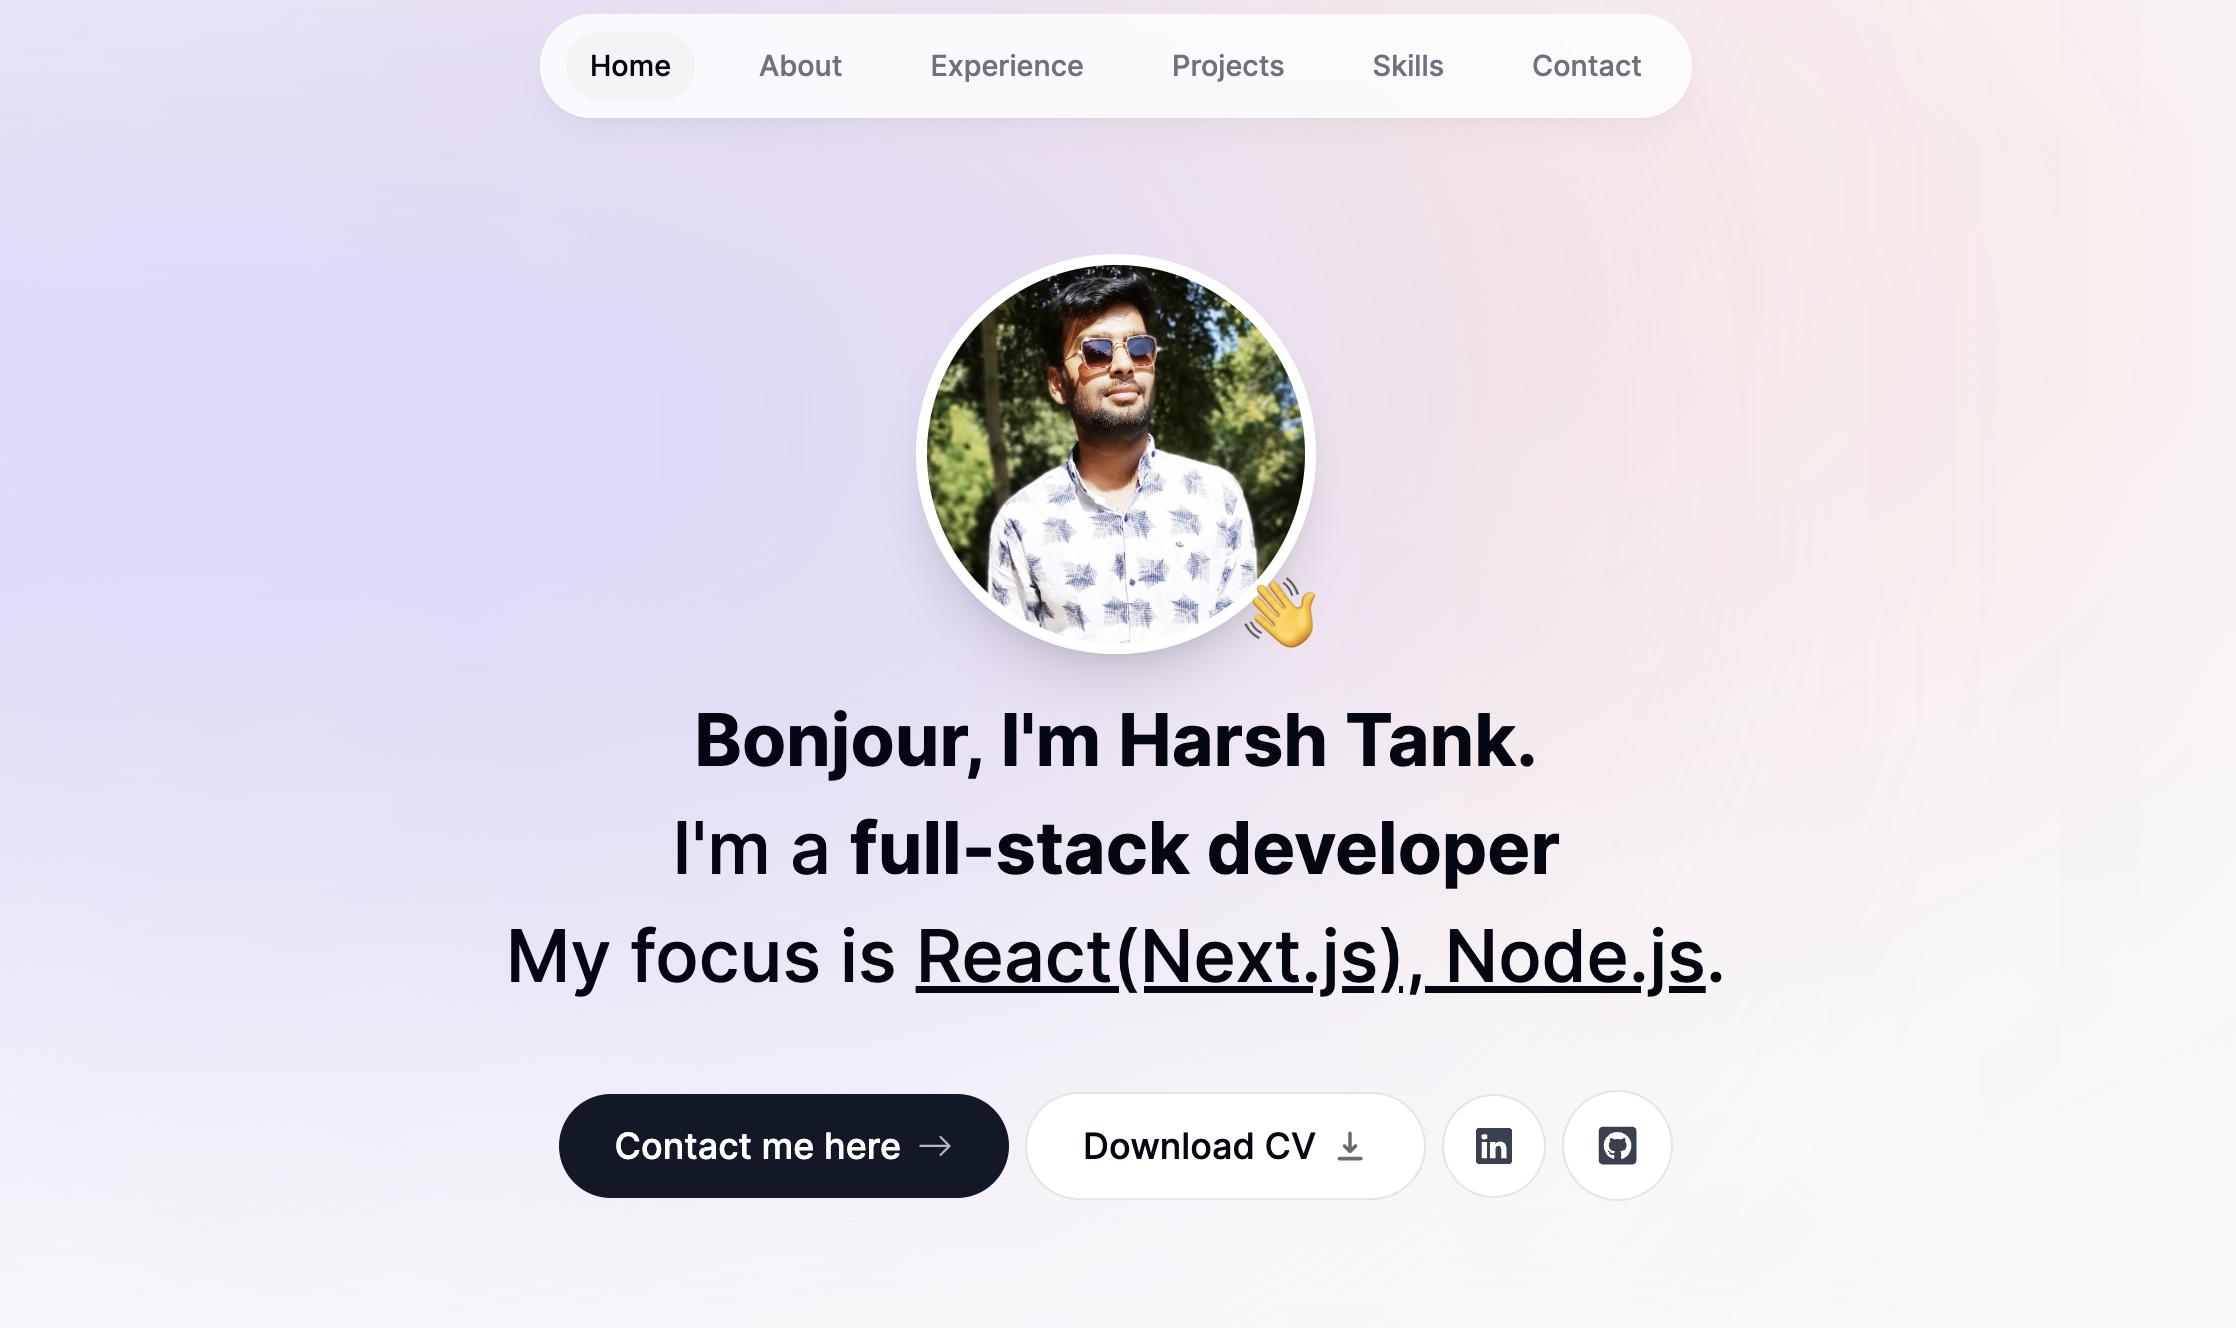 Home About Experience Projects Skills Contact
Bonjour, I'm Harsh Tank.
I'm a full-stack developer
My focus is React(Next.js), Node.js.
Contact me here
Download CV
in